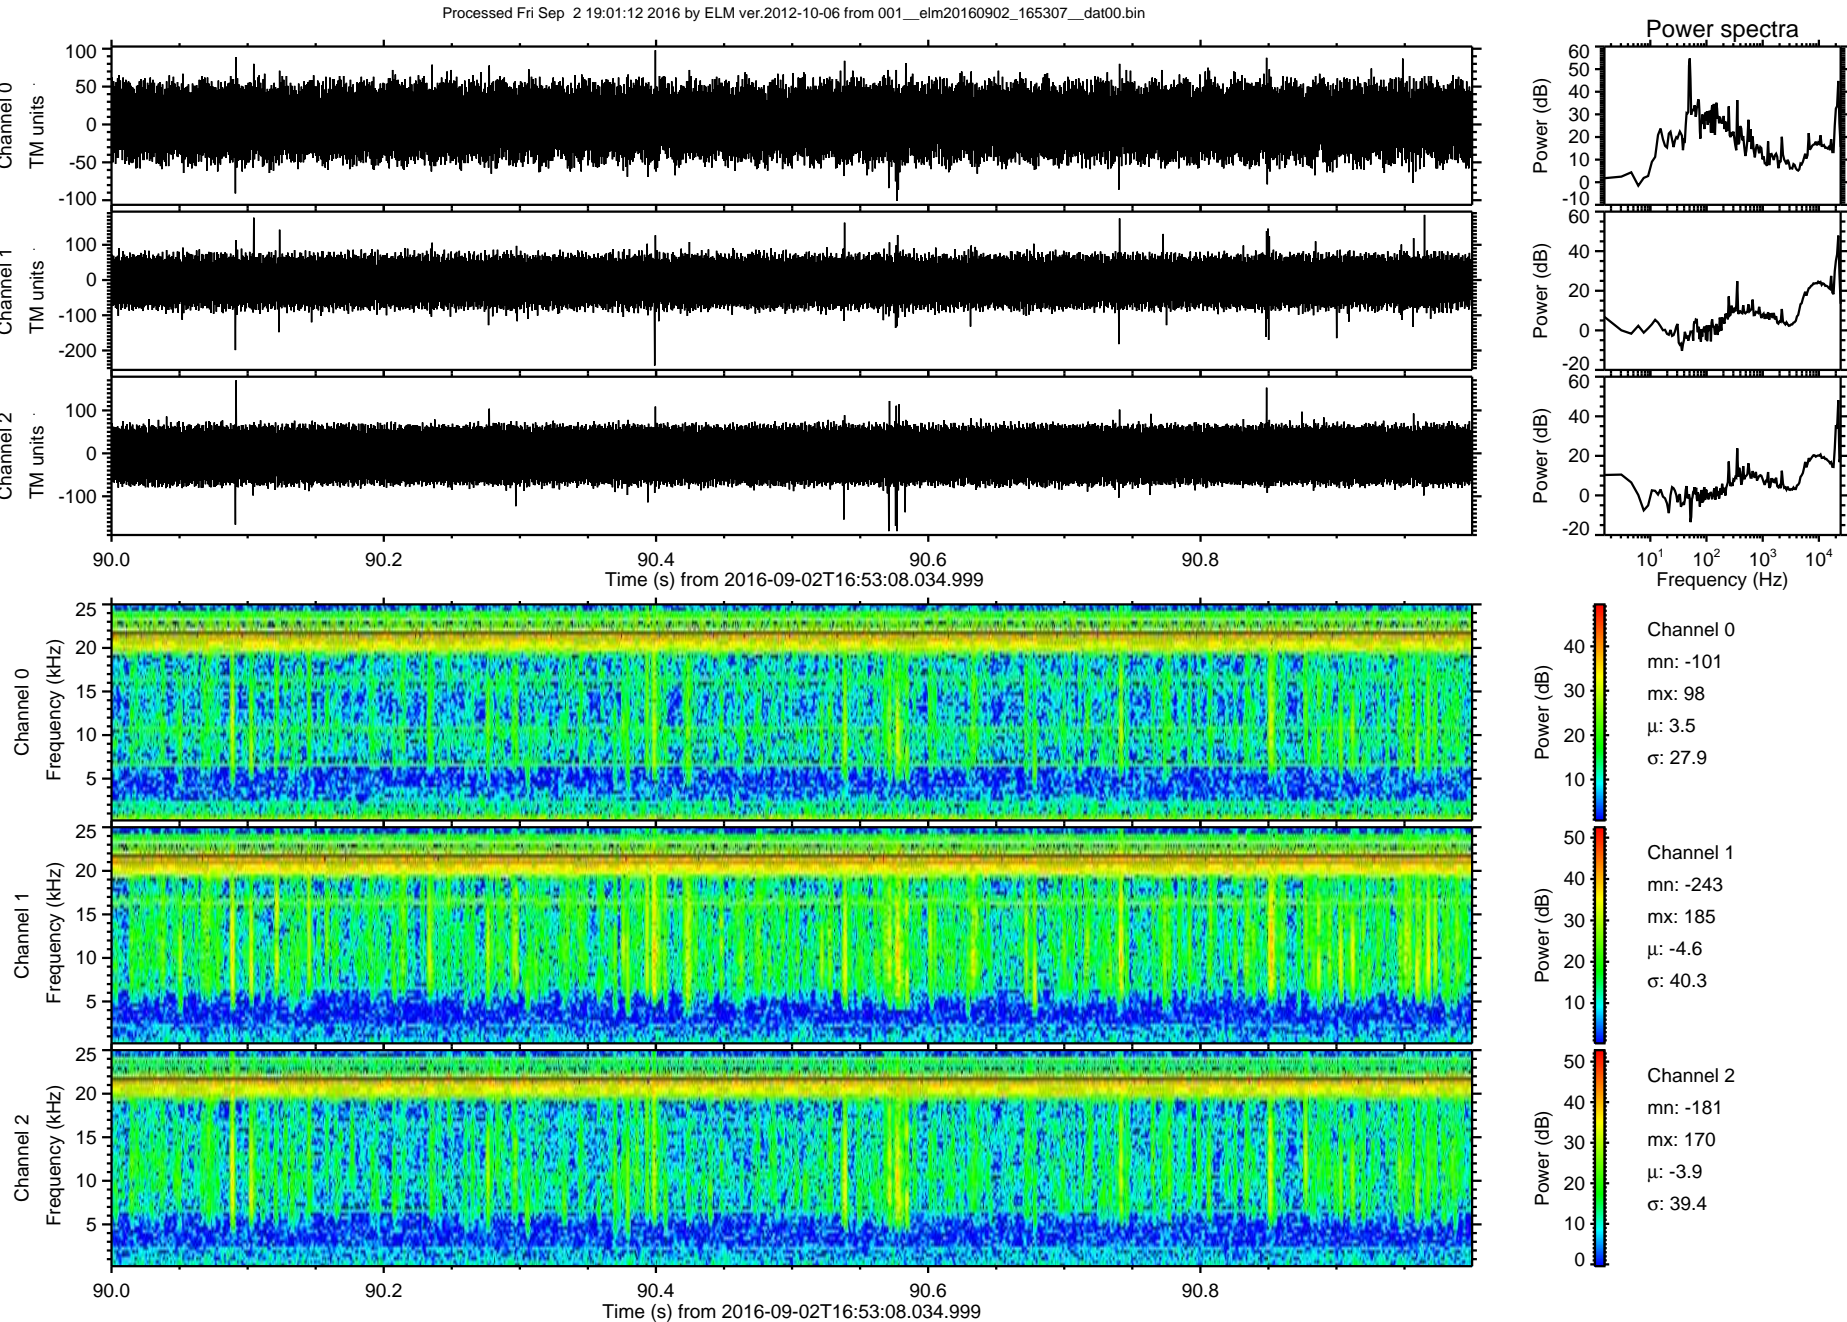 Processed Fri Sep  2 19:01:12 2016 by ELM ver.2012-10-06 from 001__elm20160902_165307__dat00.bin
Power spectra
Channel 0
TM units
100
50
0
-50
-100
Power (dB)
60
50
40
30
20
10
0
-10
Channel 1
TM units
100
0
-100
-200
Power (dB)
60
40
20
0
-20
Channel 2
TM units
100
0
-100
Power (dB)
60
40
20
0
-20
90.0 90.2 90.4 90.6 90.8
Time (s) from 2016-09-02T16:53:08.034.999
10^1 10^2 10^3 10^4
Frequency (Hz)
Channel 0
Frequency (kHz)
25
20
15
10
5
Power (dB)
40
30
20
10
Channel 0
mn: -101
mx: 98
μ: 3.5
σ: 27.9
Channel 1
Frequency (kHz)
25
20
15
10
5
Power (dB)
50
40
30
20
10
Channel 1
mn: -243
mx: 185
μ: -4.6
σ: 40.3
Channel 2
Frequency (kHz)
25
20
15
10
5
Power (dB)
50
40
30
20
10
0
Channel 2
mn: -181
mx: 170
μ: -3.9
σ: 39.4
90.0 90.2 90.4 90.6 90.8
Time (s) from 2016-09-02T16:53:08.034.999